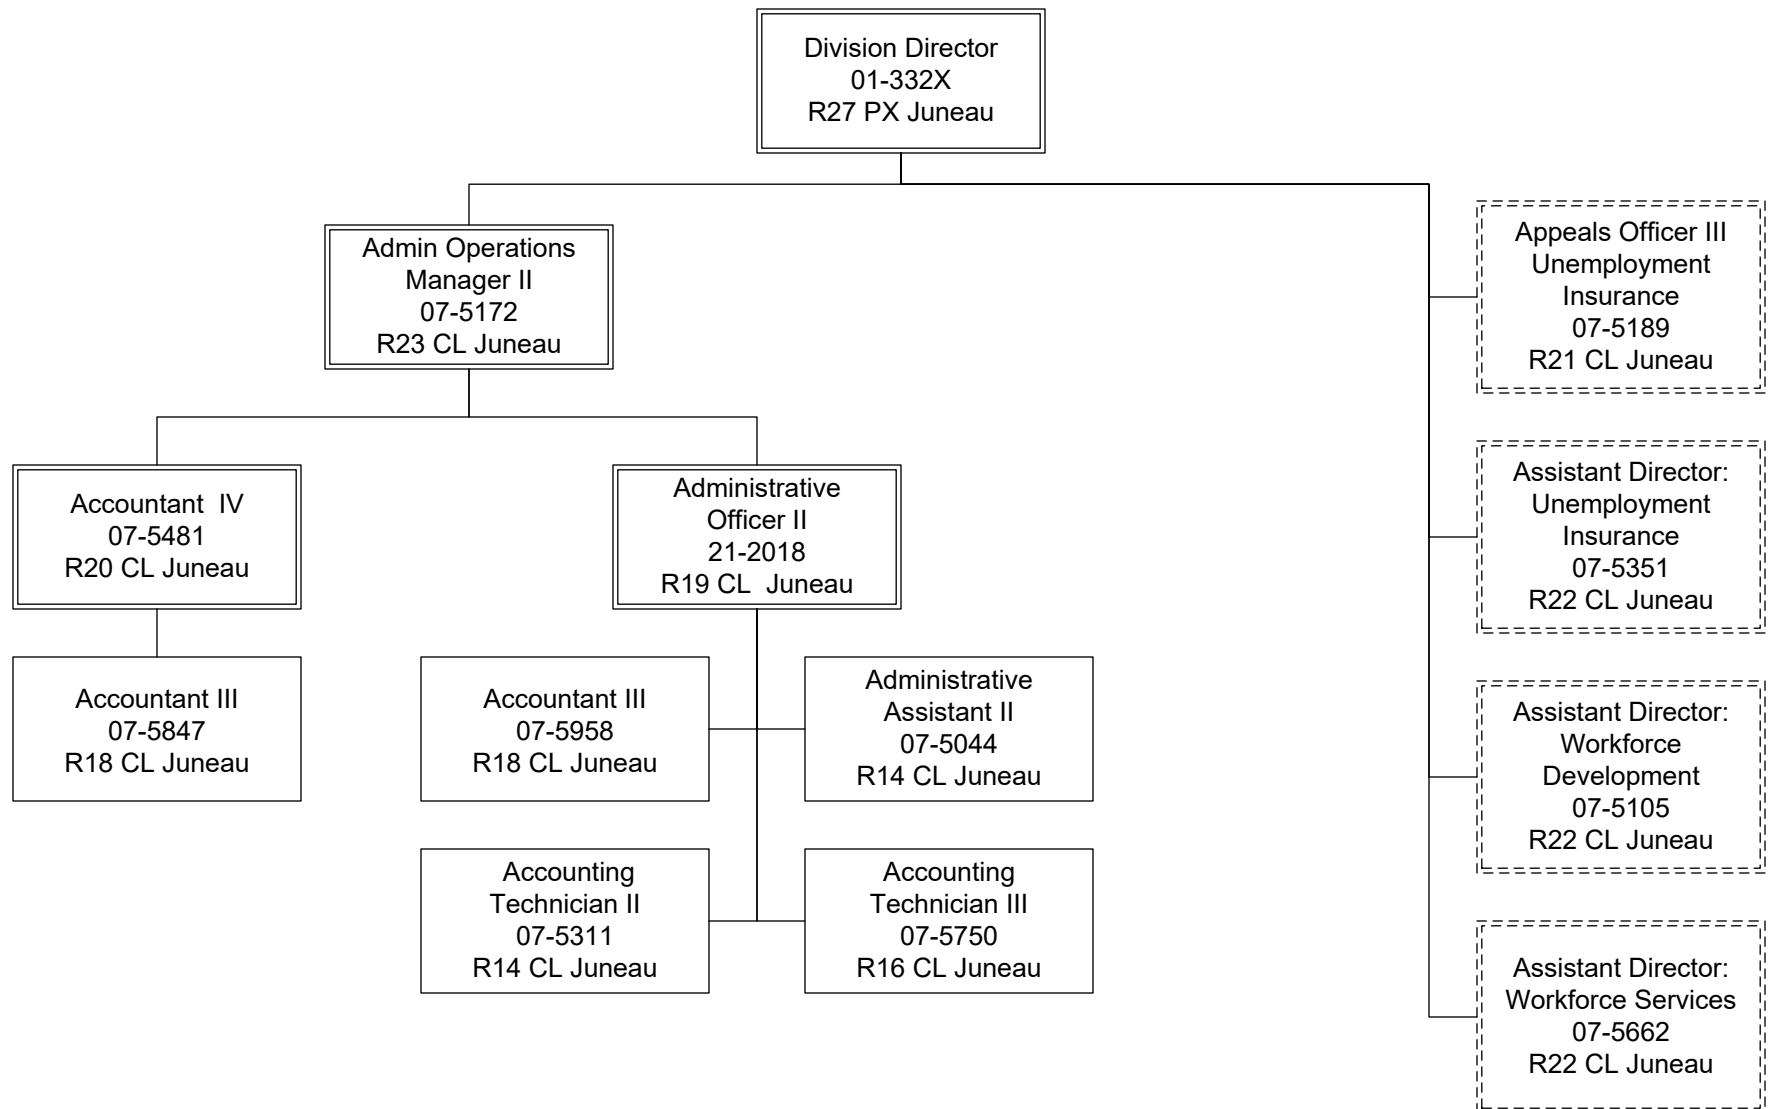 Division Director
01-332X
R27 PX Juneau
Admin Operations
Manager II
07-5172
R23 CL Juneau
Appeals Officer III
Unemployment
Insurance
07-5189
R21 CL Juneau
Accountant  IV
07-5481
R20 CL Juneau
Administrative
Officer II
21-2018
R19 CL  Juneau
Assistant Director:
Unemployment
Insurance
07-5351
R22 CL Juneau
Accountant III
07-5847
R18 CL Juneau
Accountant III
07-5958
R18 CL Juneau
Administrative
Assistant II
07-5044
R14 CL Juneau
Assistant Director:
Workforce
Development
07-5105
R22 CL Juneau
Accounting
Technician II
07-5311
R14 CL Juneau
Accounting
Technician III
07-5750
R16 CL Juneau
Assistant Director:
Workforce Services
07-5662
R22 CL Juneau